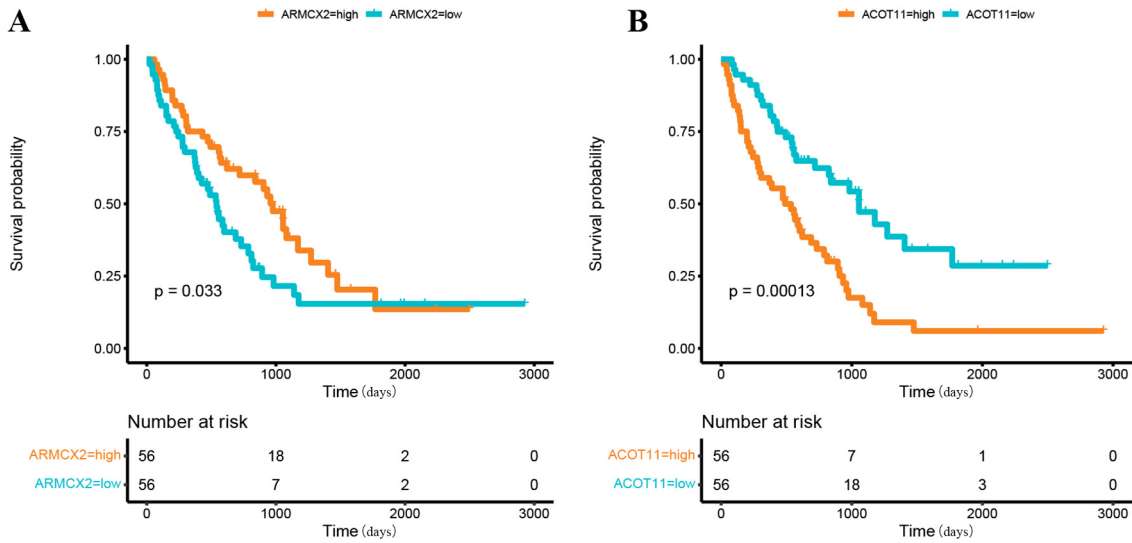 A
ARMCX2=high ARMCX2=low
Survival probability
1.00
0.75
0.50
0.25
0.00
p = 0.033
0 1000 2000 3000
Time (days)
Number at risk
ARMCX2=high 56 18 2 0
ARMCX2=low 56 7 2 0
0 1000 2000 3000
Time (days)
B
ACOT11=high ACOT11=low
Survival probability
1.00
0.75
0.50
0.25
0.00
p = 0.00013
0 1000 2000 3000
Time (days)
Number at risk
ACOT11=high 56 7 1 0
ACOT11=low 56 18 3 0
0 1000 2000 3000
Time (days)